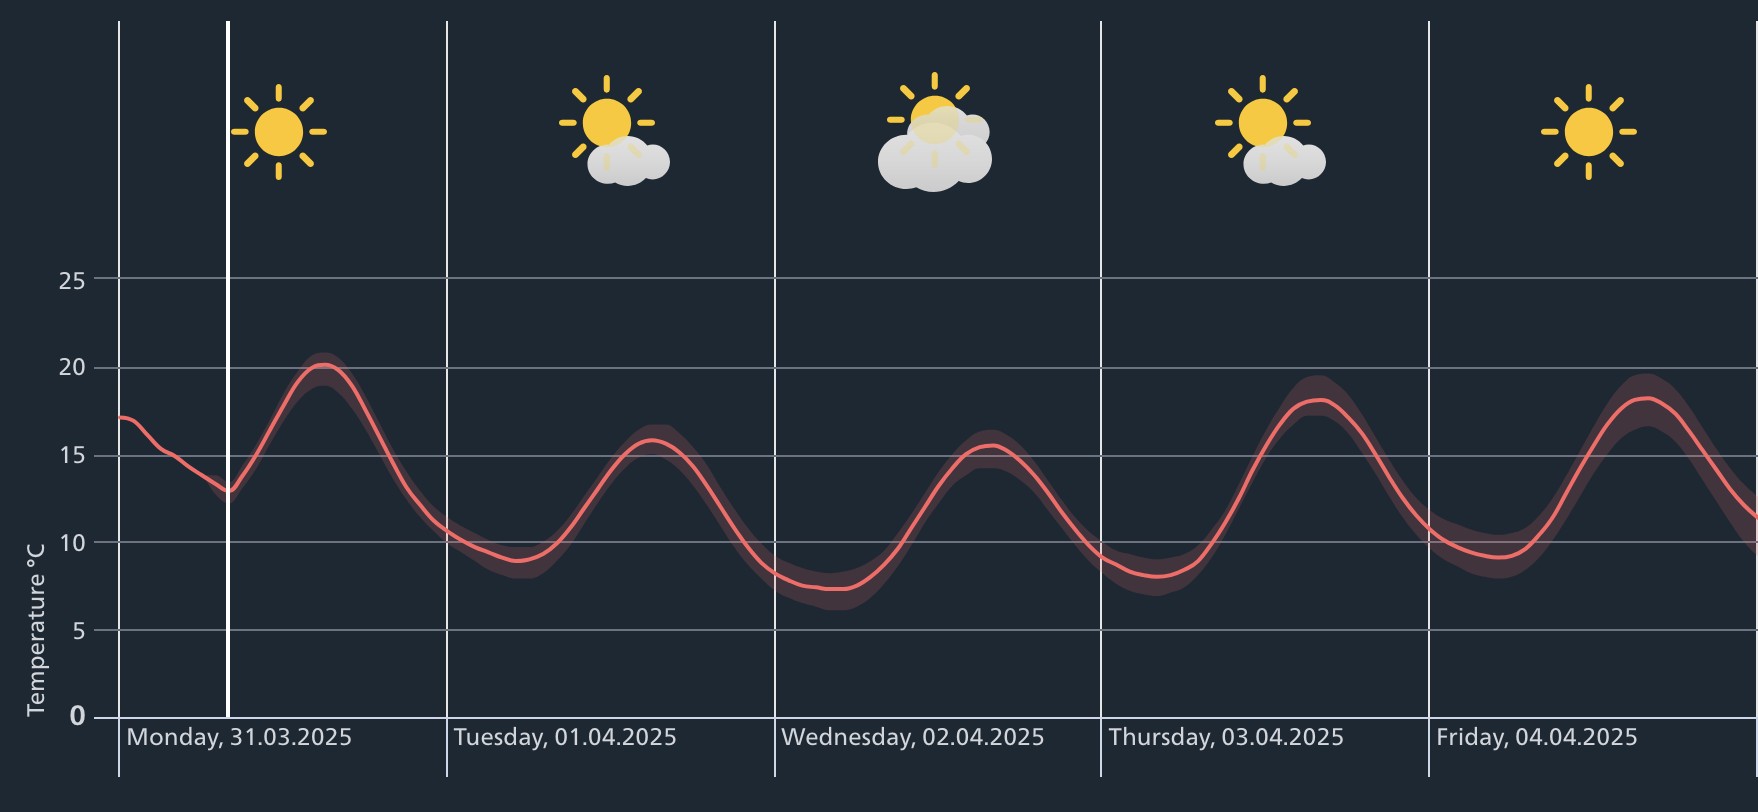 25
20
15
10
5
0
Temperature °C
Monday, 31.03.2025
Tuesday, 01.04.2025
Wednesday, 02.04.2025
Thursday, 03.04.2025
Friday, 04.04.2025